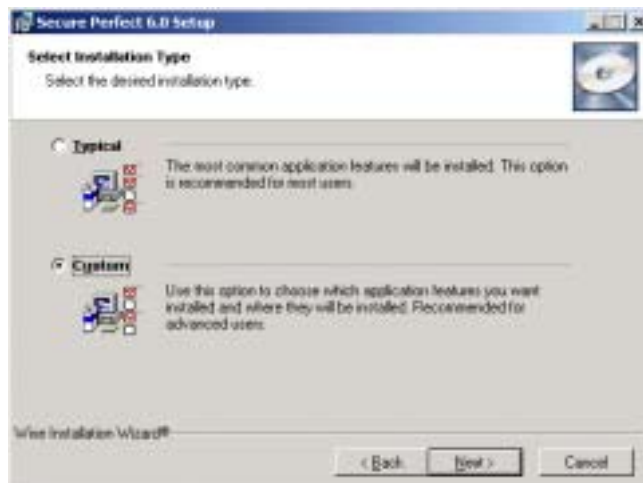 Secure Perfect 6.0 Setup
Select Installation Type
Select the desired installation type.
Typical
The most common application features will be installed. This option
is recommended for most users.
Custom
Use this option to choose which application features you want
installed and where they will be installed. Recommended for
advanced users.
Wise Installation Wizard®
< Back
Next >
Cancel